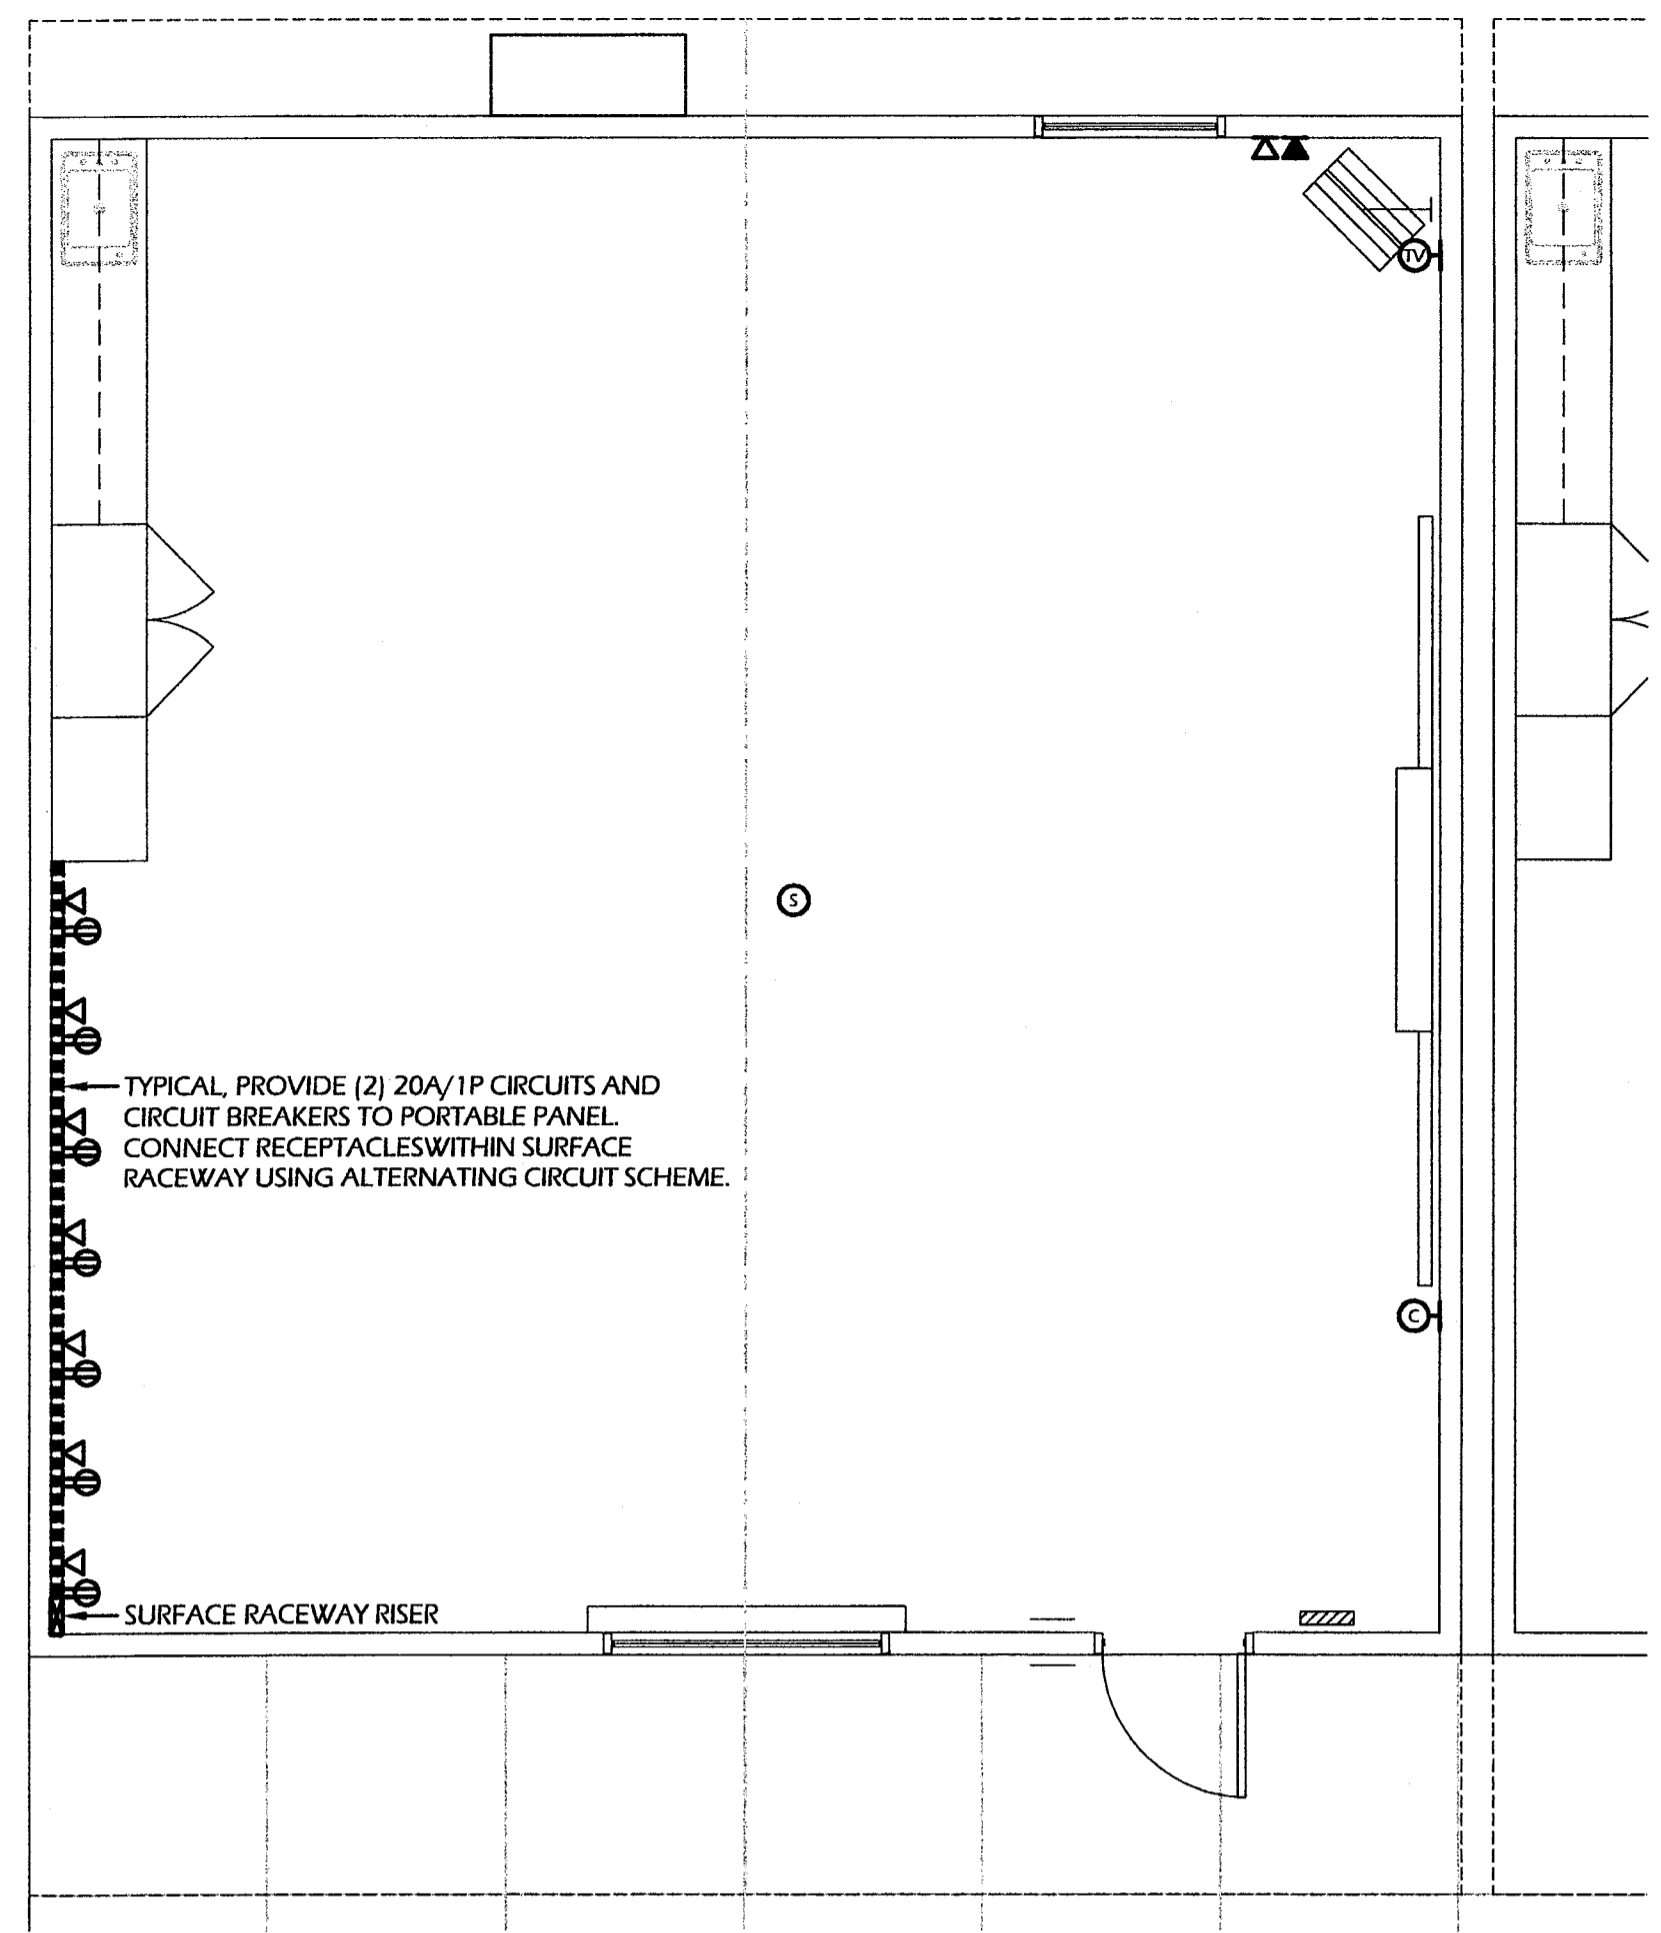 TV
S
TYPICAL, PROVIDE (2) 20A/1P CIRCUITS AND
CIRCUIT BREAKERS TO PORTABLE PANEL.
CONNECT RECEPTACLESWITHIN SURFACE
RACEWAY USING ALTERNATING CIRCUIT SCHEME.
C
SURFACE RACEWAY RISER